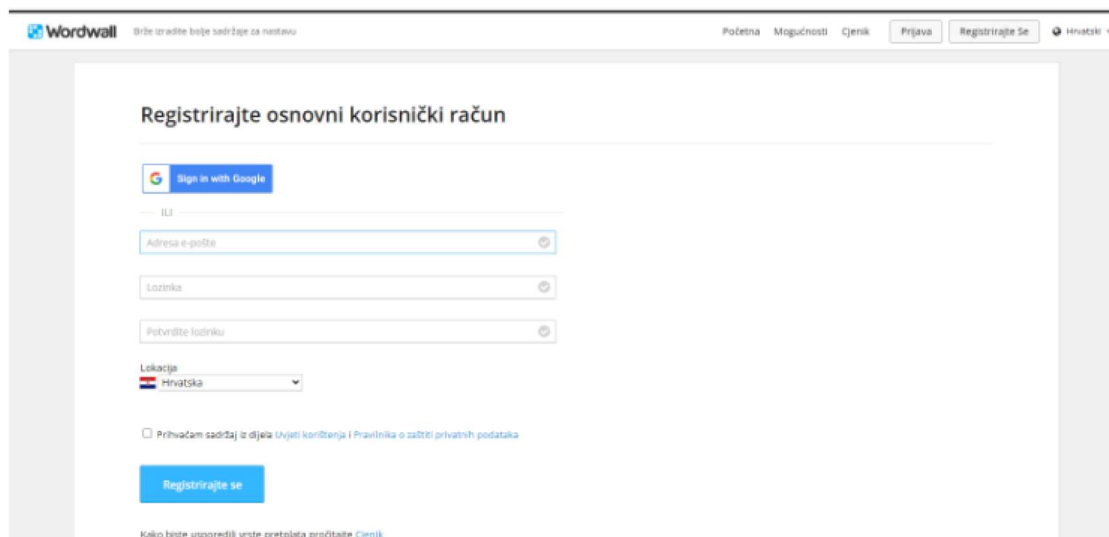 Wordwall Brže izradite bolje sadržaje za nastavu Početna Mogućnosti Cjenik Prijava Registrirajte Se Hrvatski
Registrirajte osnovni korisnički račun
Sign in with Google
ILI
Adresa e-pošte
Lozinka
Potvrdite lozinku
Lokacija
Hrvatska
Prihvaćam sadržaj iz dijela Uvjeti korištenja i Pravilnika o zaštiti privatnih podataka
Registrirajte se
Kako biste usporedili vrste pretplata pročitajte Cjenik